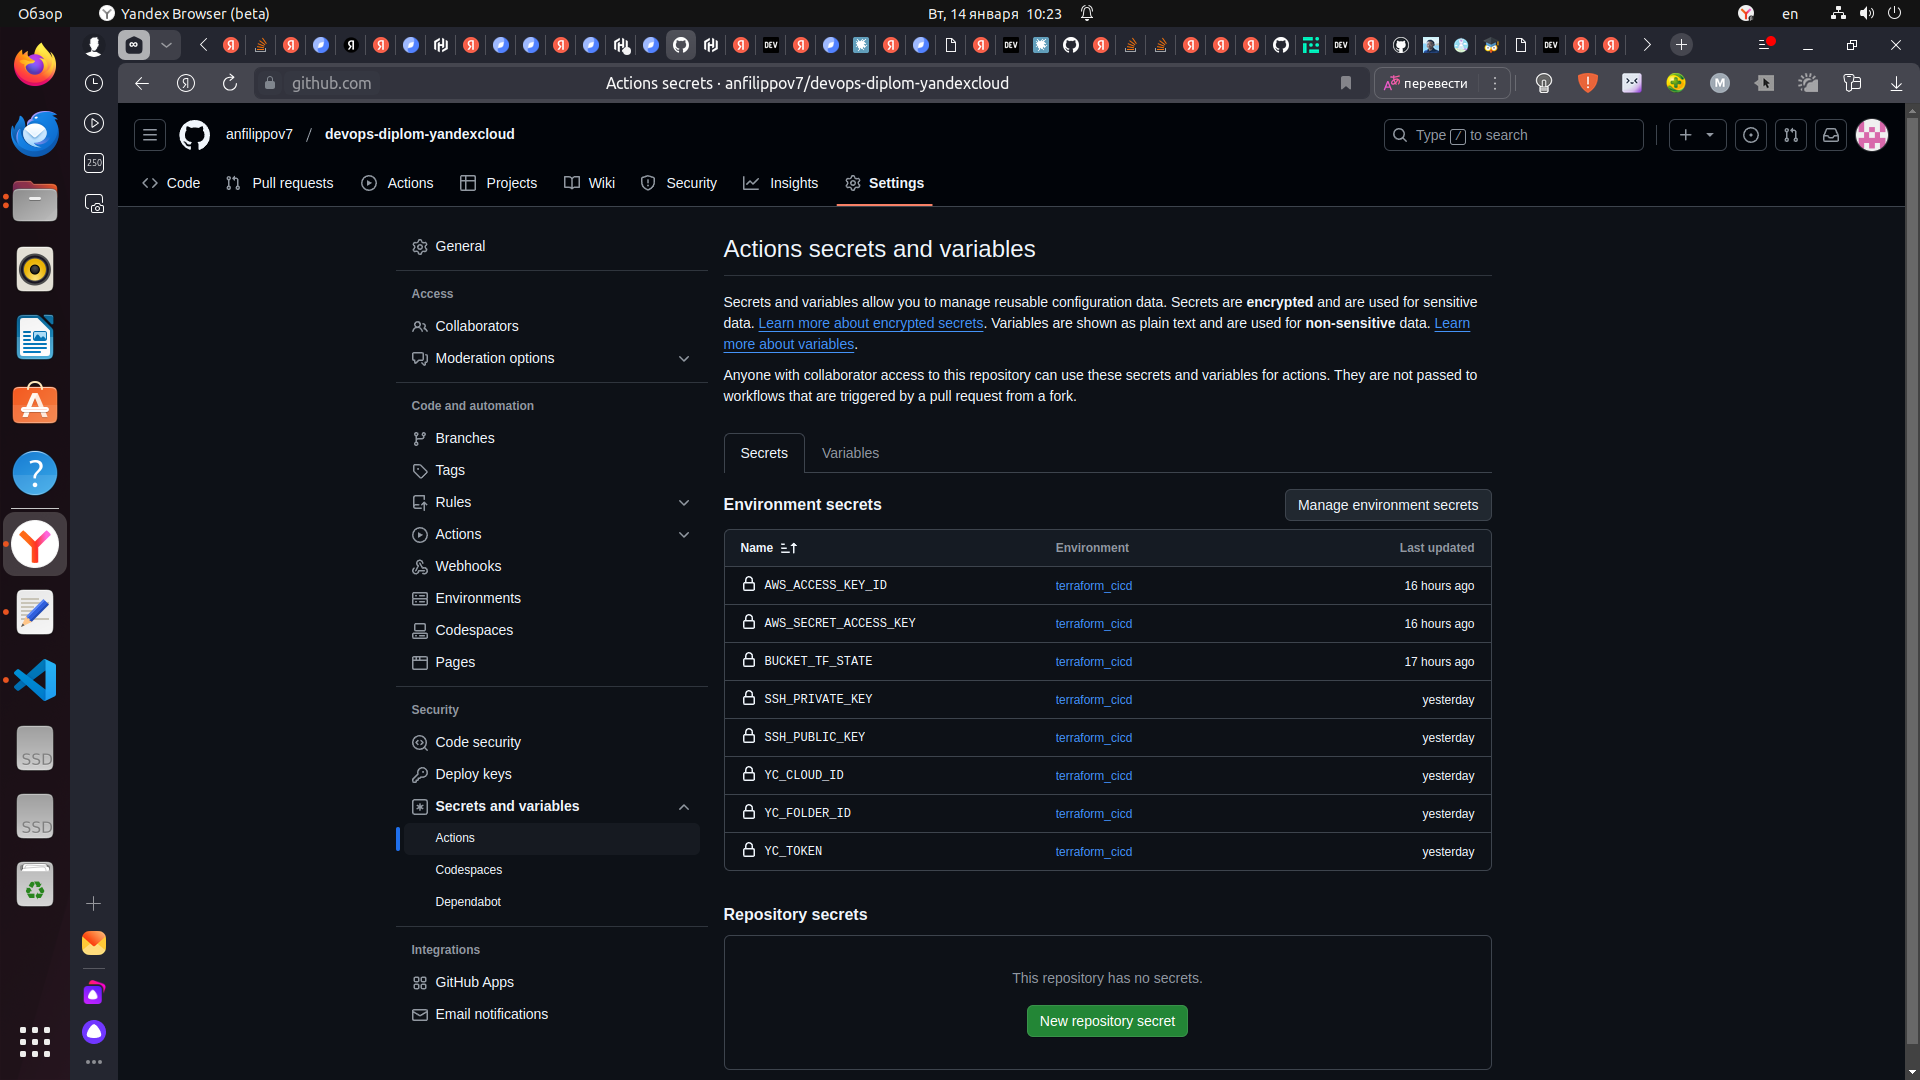 Обзор
Yandex Browser (beta)
Вт, 14 января 10:23
en
github.com
Actions secrets · anfilippov7/devops-diplom-yandexcloud
перевести
anfilippov7 / devops-diplom-yandexcloud
Type / to search
Code
Pull requests
Actions
Projects
Wiki
Security
Insights
Settings
General
Access
Collaborators
Moderation options
Code and automation
Branches
Tags
Rules
Actions
Webhooks
Environments
Codespaces
Pages
Security
Code security
Deploy keys
Secrets and variables
Actions
Codespaces
Dependabot
Integrations
GitHub Apps
Email notifications
Actions secrets and variables
Secrets and variables allow you to manage reusable configuration data. Secrets are encrypted and are used for sensitive
data. Learn more about encrypted secrets. Variables are shown as plain text and are used for non-sensitive data. Learn
more about variables.
Anyone with collaborator access to this repository can use these secrets and variables for actions. They are not passed to
workflows that are triggered by a pull request from a fork.
Secrets
Variables
Environment secrets
Manage environment secrets
Name Environment Last updated
AWS_ACCESS_KEY_ID terraform_cicd 16 hours ago
AWS_SECRET_ACCESS_KEY terraform_cicd 16 hours ago
BUCKET_TF_STATE terraform_cicd 17 hours ago
SSH_PRIVATE_KEY terraform_cicd yesterday
SSH_PUBLIC_KEY terraform_cicd yesterday
YC_CLOUD_ID terraform_cicd yesterday
YC_FOLDER_ID terraform_cicd yesterday
YC_TOKEN terraform_cicd yesterday
Repository secrets
This repository has no secrets.
New repository secret
250
SSD
SSD